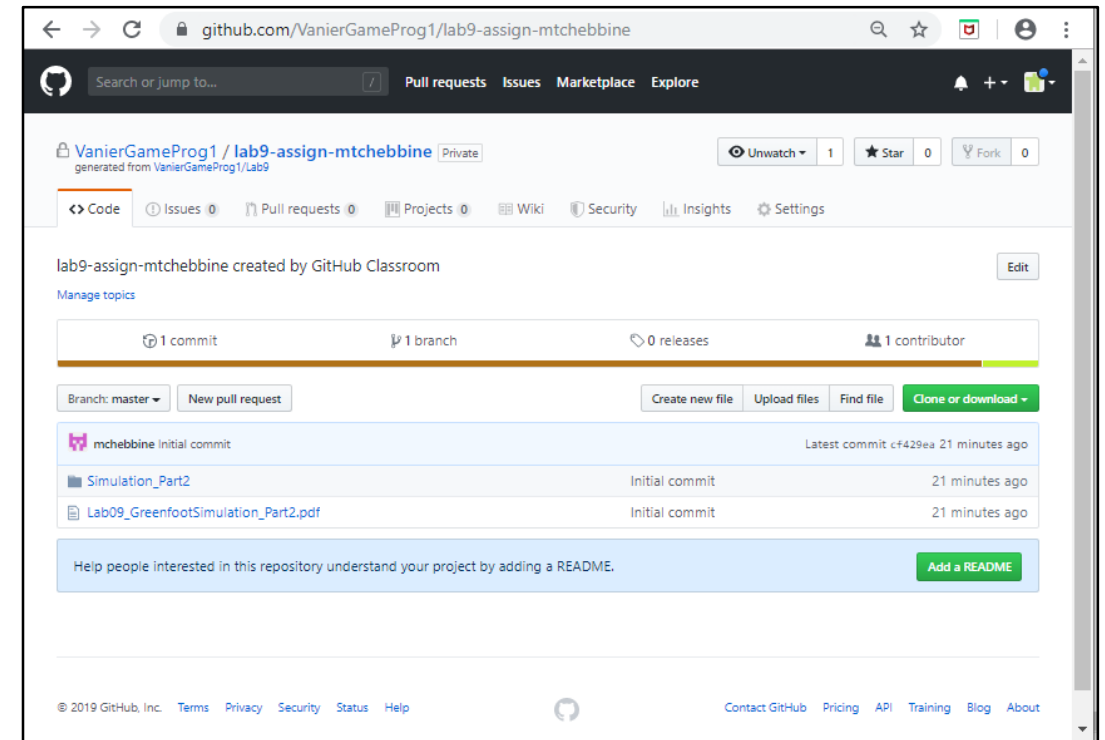 github.com/VanierGameProg1/lab9-assign-mtchebbine
Search or jump to... / Pull requests Issues Marketplace Explore
VanierGameProg1 / lab9-assign-mtchebbine Private Unwatch 1 Star 0 Fork 0
generated from VanierGameProg1/Lab9
Code Issues 0 Pull requests 0 Projects 0 Wiki Security Insights Settings
lab9-assign-mtchebbine created by GitHub Classroom Edit
Manage topics
1 commit 1 branch 0 releases 1 contributor
Branch: master New pull request Create new file Upload files Find file Clone or download
mchebbine Initial commit Latest commit cf429ea 21 minutes ago
Simulation_Part2 Initial commit 21 minutes ago
Lab09_GreenfootSimulation_Part2.pdf Initial commit 21 minutes ago
Help people interested in this repository understand your project by adding a README. Add a README
© 2019 GitHub, Inc. Terms Privacy Security Status Help Contact GitHub Pricing API Training Blog About